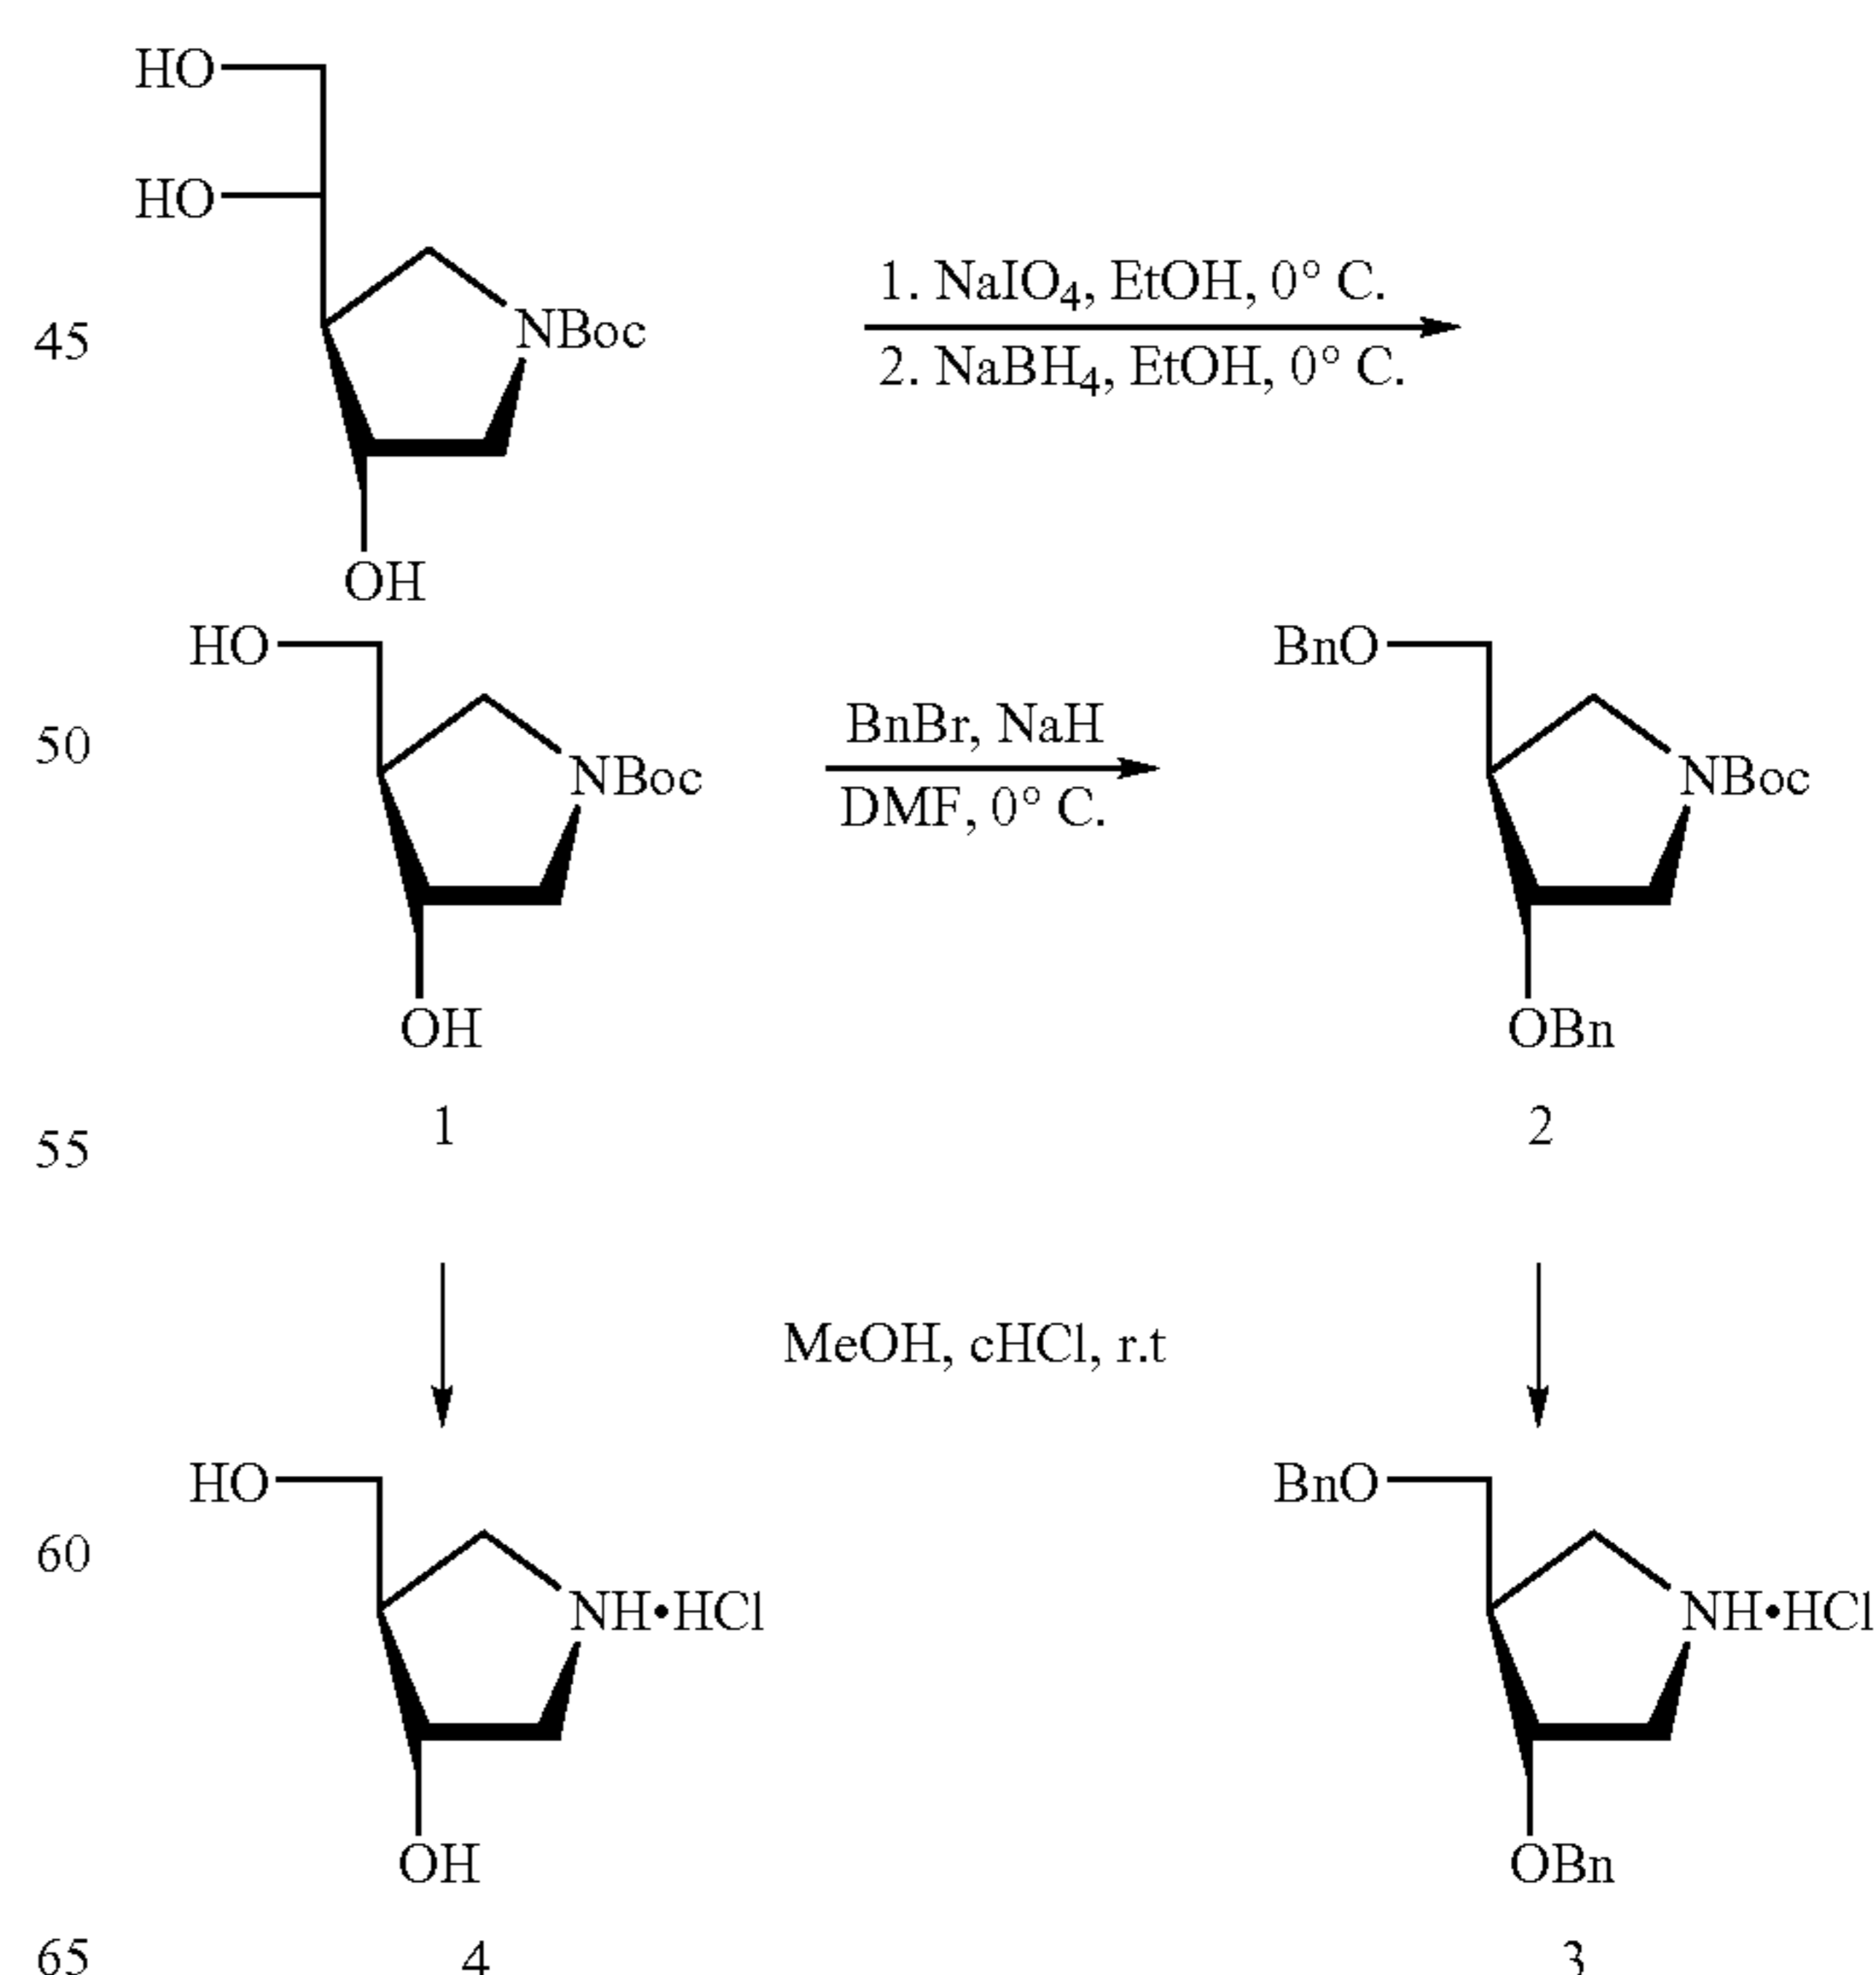 HO
HO
1. NaIO4, EtOH, 0° C.
45
NBoc
2. NaBH4, EtOH, 0° C.
OH
HO
BnO
BnBr, NaH
50
NBoc
NBoc
DMF, 0° C.
OH
OBn
1
2
55
MeOH, cHCl, r.t
HO
BnO
60
NH•HCl
NH•HCl
OH
OBn
65
4
3